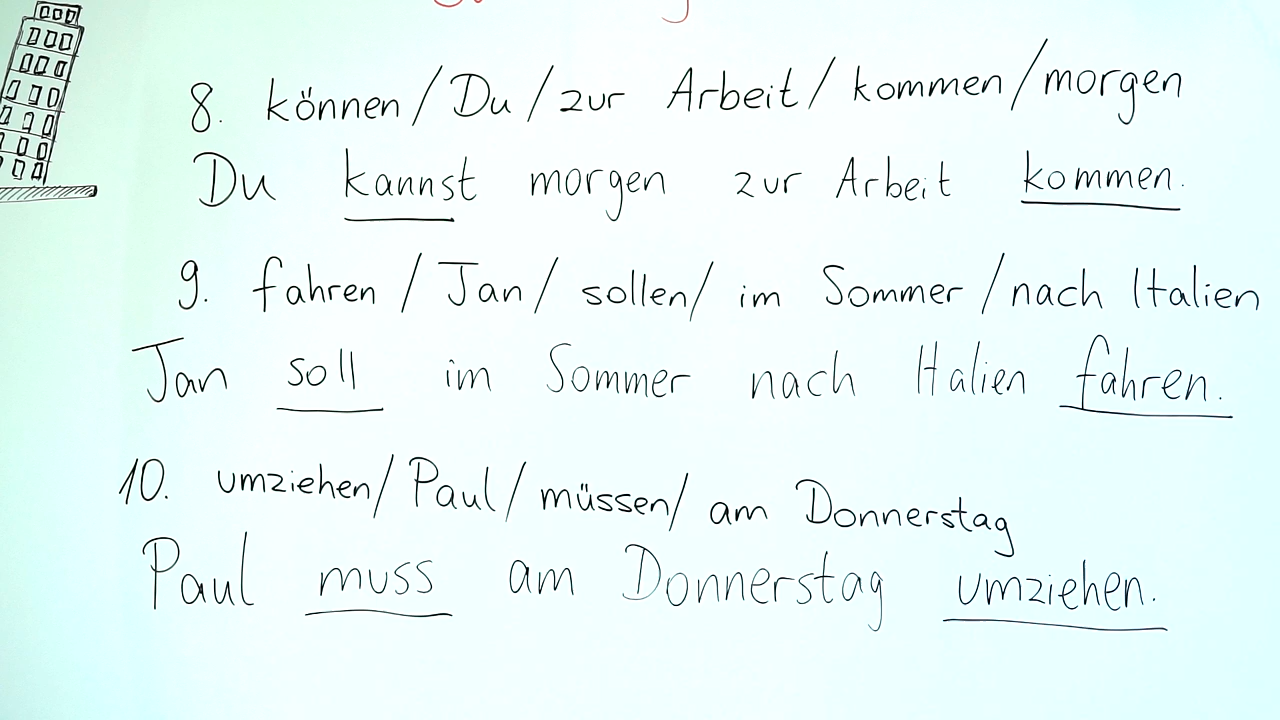 8. können / Du / zur Arbeit / kommen / morgen
Du kannst morgen zur Arbeit kommen.
9. fahren / Jan / sollen / im Sommer / nach Italien
Jan soll im Sommer nach Italien fahren.
10. umziehen / Paul / müssen / am Donnerstag
Paul muss am Donnerstag umziehen.